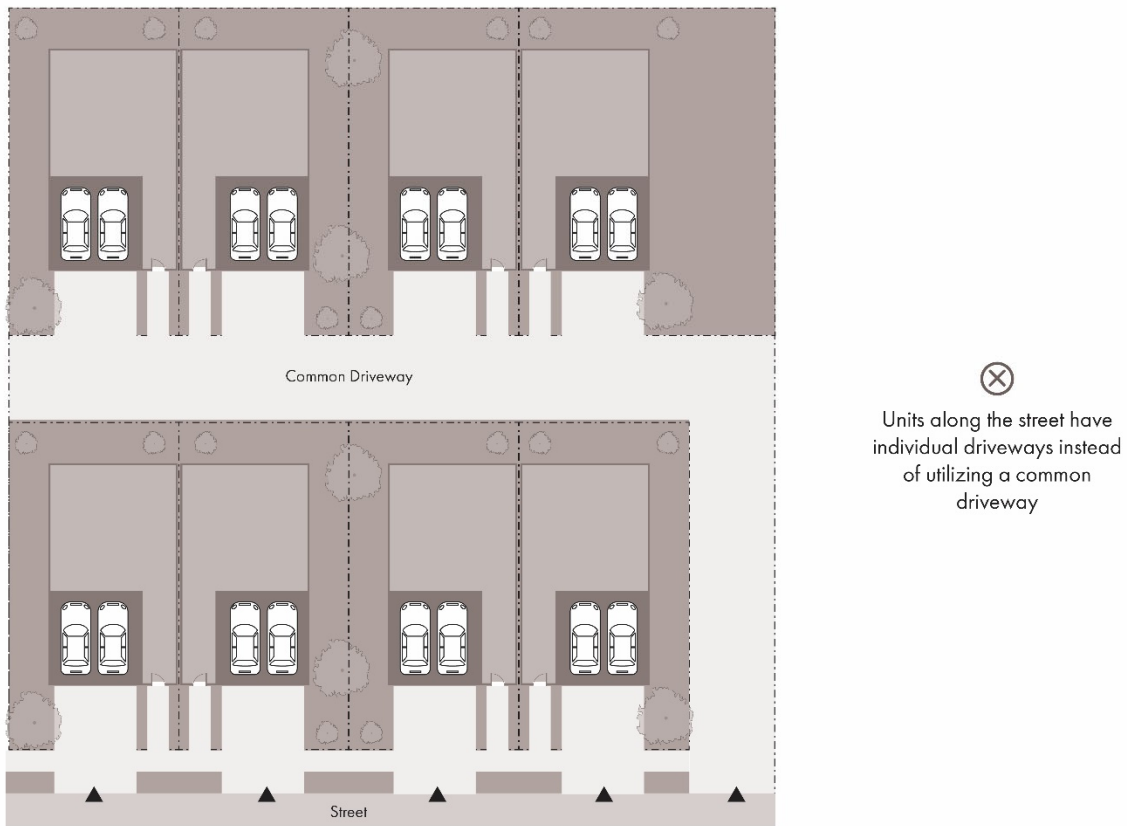 Common Driveway
Units along the street have
individual driveways instead
of utilizing a common
driveway
Street